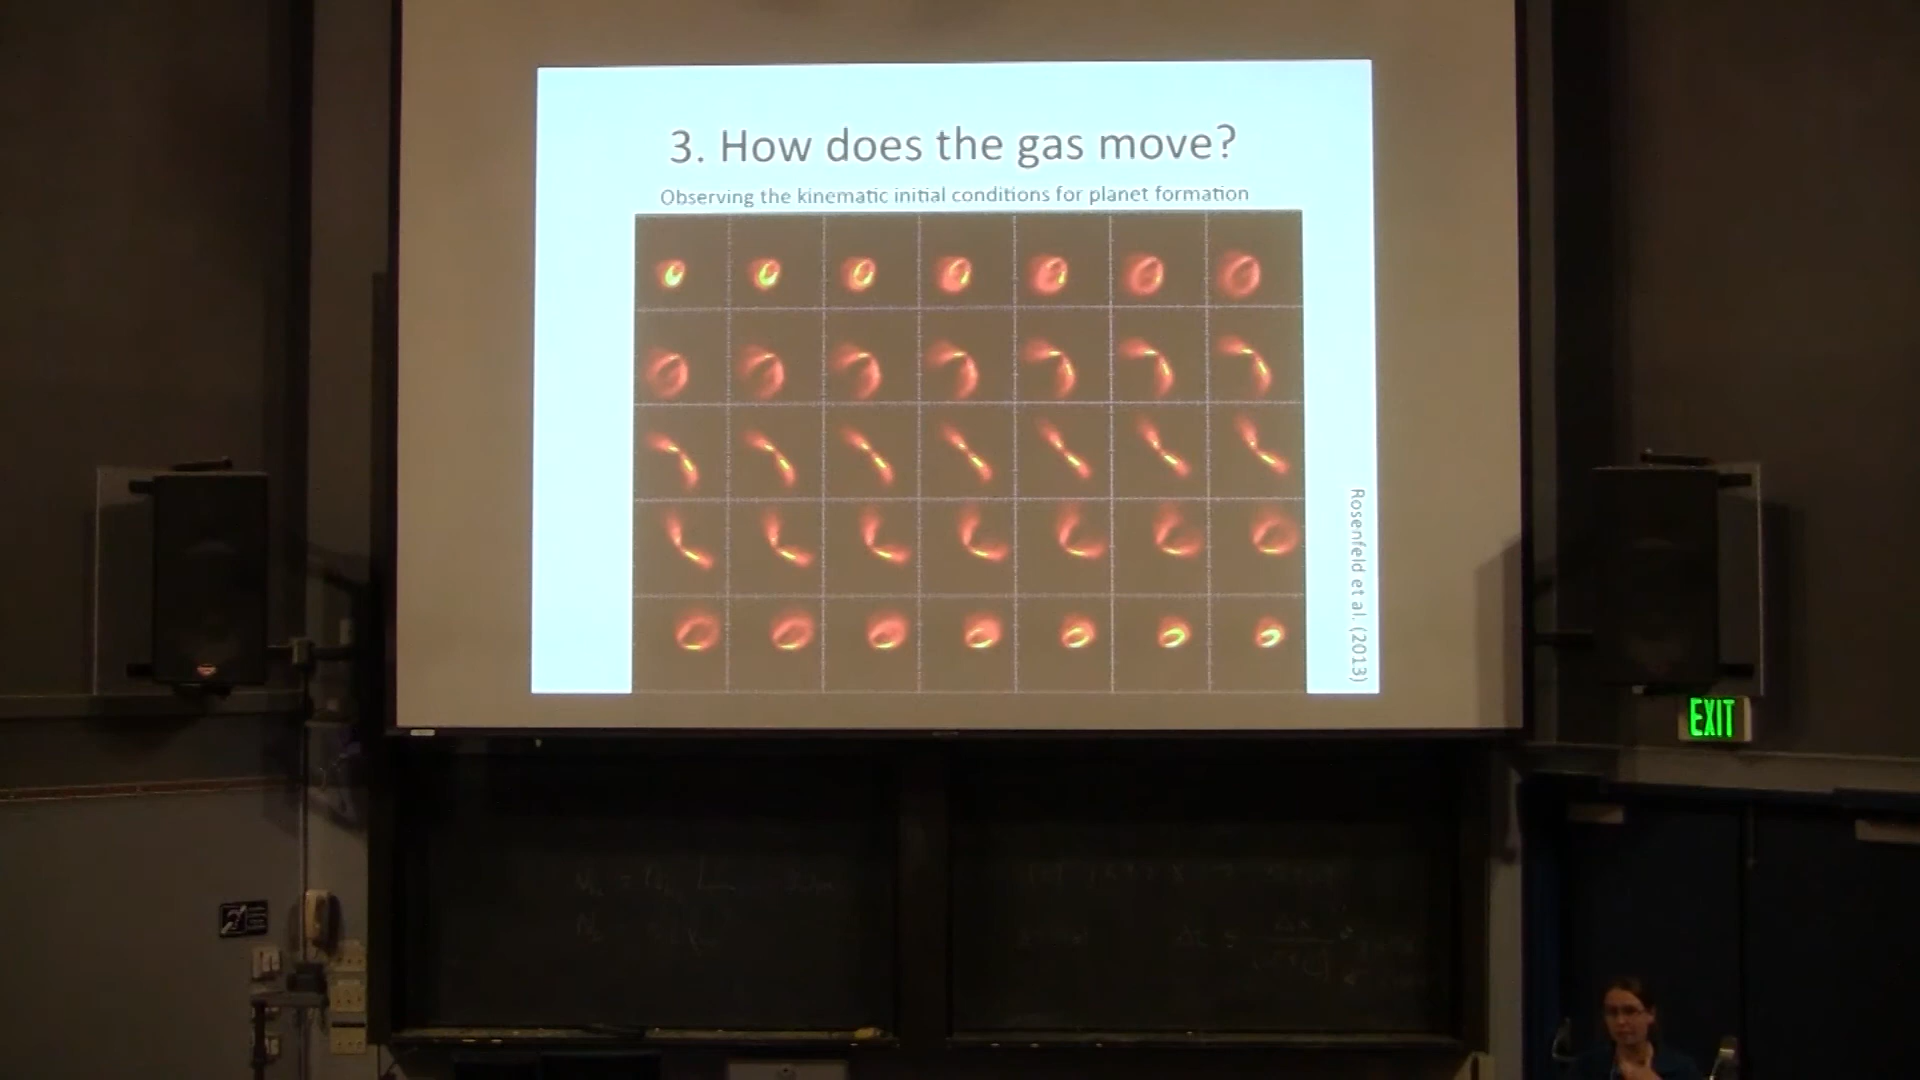 3. How does the gas move?
Observing the kinematic initial conditions for planet formation
Rosenfeld et al. (2013)
EXIT